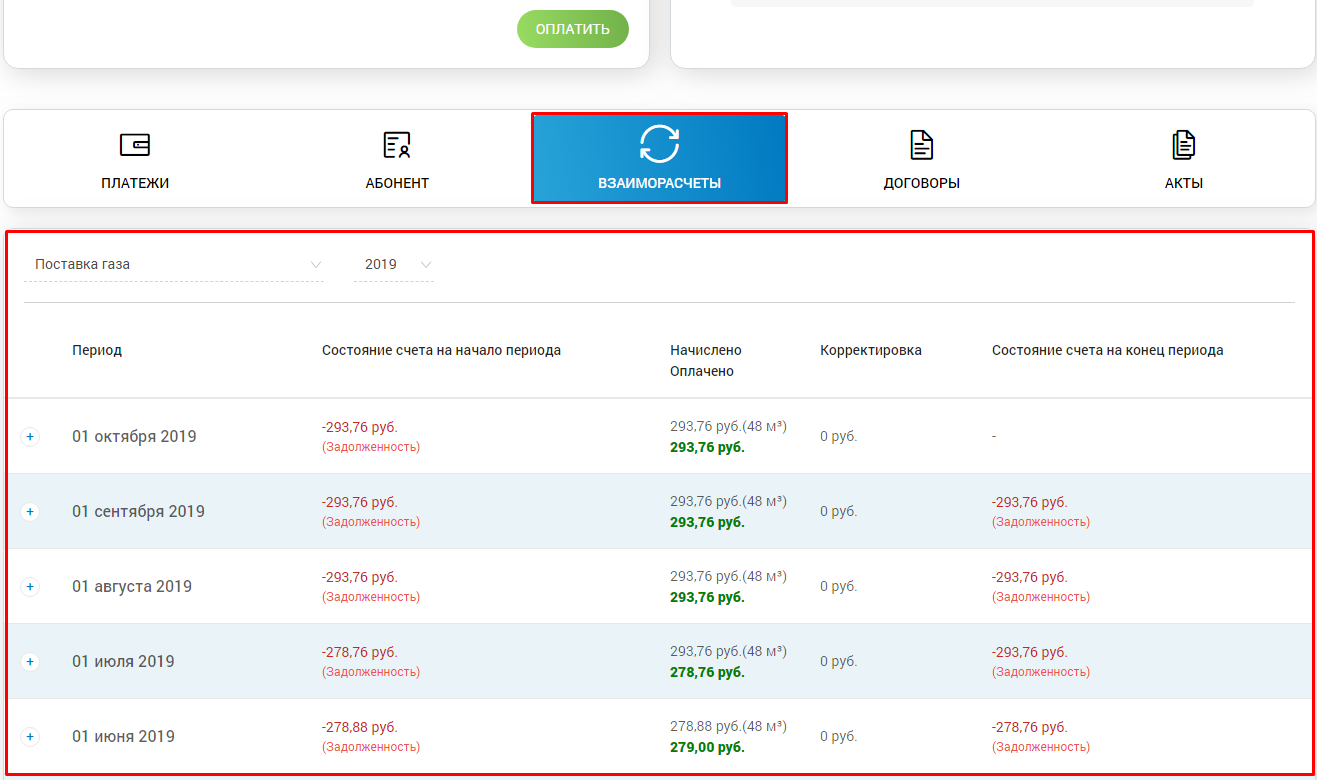 ОПЛАТИТЬ
ПЛАТЕЖИ АБОНЕНТ ВЗАИМОРАСЧЕТЫ ДОГОВОРЫ АКТЫ
Поставка газа 2019
Период Состояние счета на начало периода Начислено Корректировка Состояние счета на конец периода
Оплачено
-293,76 руб. 293,76 руб.(48 м³)
+ 01 октября 2019 0 руб. -
(Задолженность) 293,76 руб.
-293,76 руб. 293,76 руб.(48 м³) -293,76 руб.
+ 01 сентября 2019 0 руб.
(Задолженность) 293,76 руб. (Задолженность)
-293,76 руб. 293,76 руб.(48 м³) -293,76 руб.
+ 01 августа 2019 0 руб.
(Задолженность) 293,76 руб. (Задолженность)
-278,76 руб. 293,76 руб.(48 м³) -293,76 руб.
+ 01 июля 2019 0 руб.
(Задолженность) 278,76 руб. (Задолженность)
-278,88 руб. 278,88 руб.(48 м³) -278,76 руб.
+ 01 июня 2019 0 руб.
(Задолженность) 279,00 руб. (Задолженность)